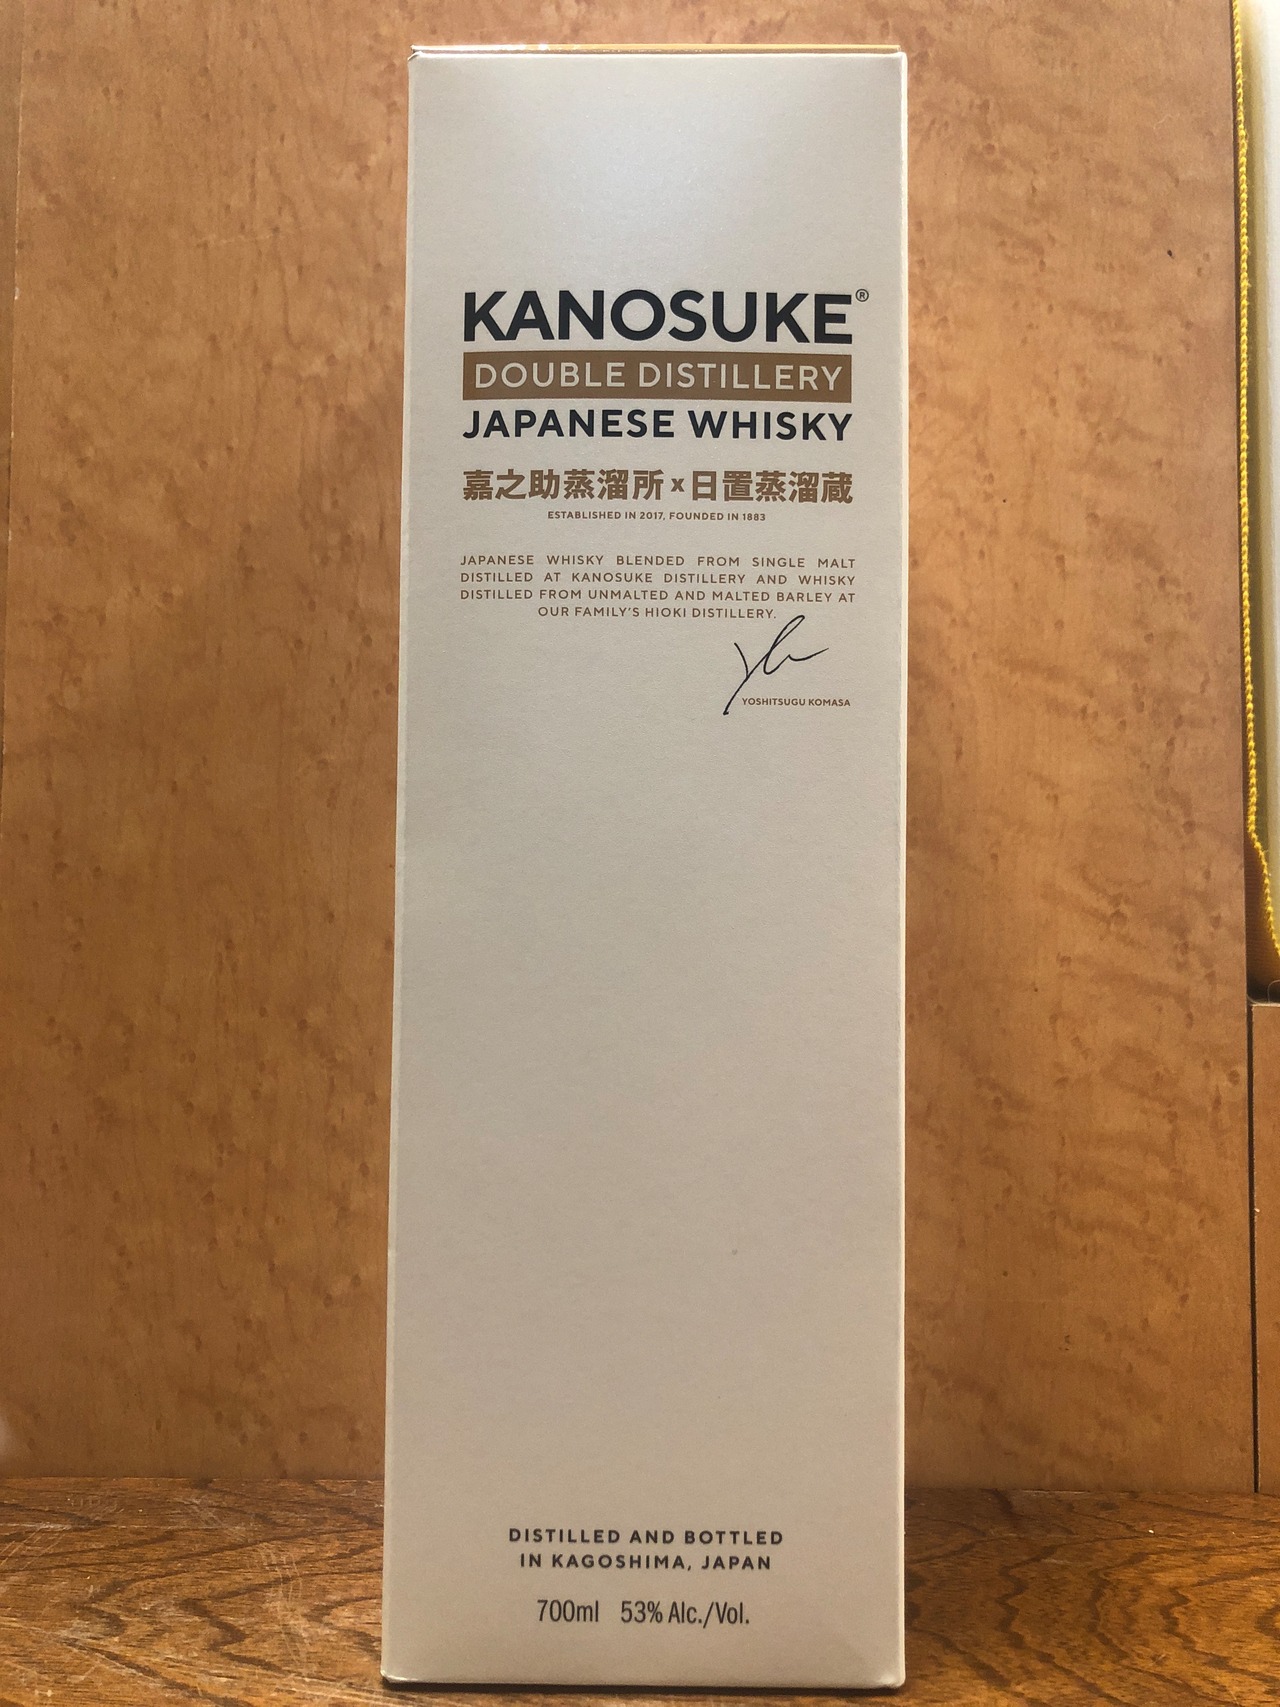 KANOSUKE®
DOUBLE DISTILLERY
JAPANESE WHISKY
嘉之助蒸溜所 x 日置蒸溜蔵
ESTABLISHED IN 2017, FOUNDED IN 1883
JAPANESE WHISKY BLENDED FROM SINGLE MALT
DISTILLED AT KANOSUKE DISTILLERY AND WHISKY
DISTILLED FROM UNMALTED AND MALTED BARLEY AT
OUR FAMILY'S HIOKI DISTILLERY.
YOSHITSUGU KOMASA
DISTILLED AND BOTTLED
IN KAGOSHIMA, JAPAN
700ml 53% Alc./Vol.